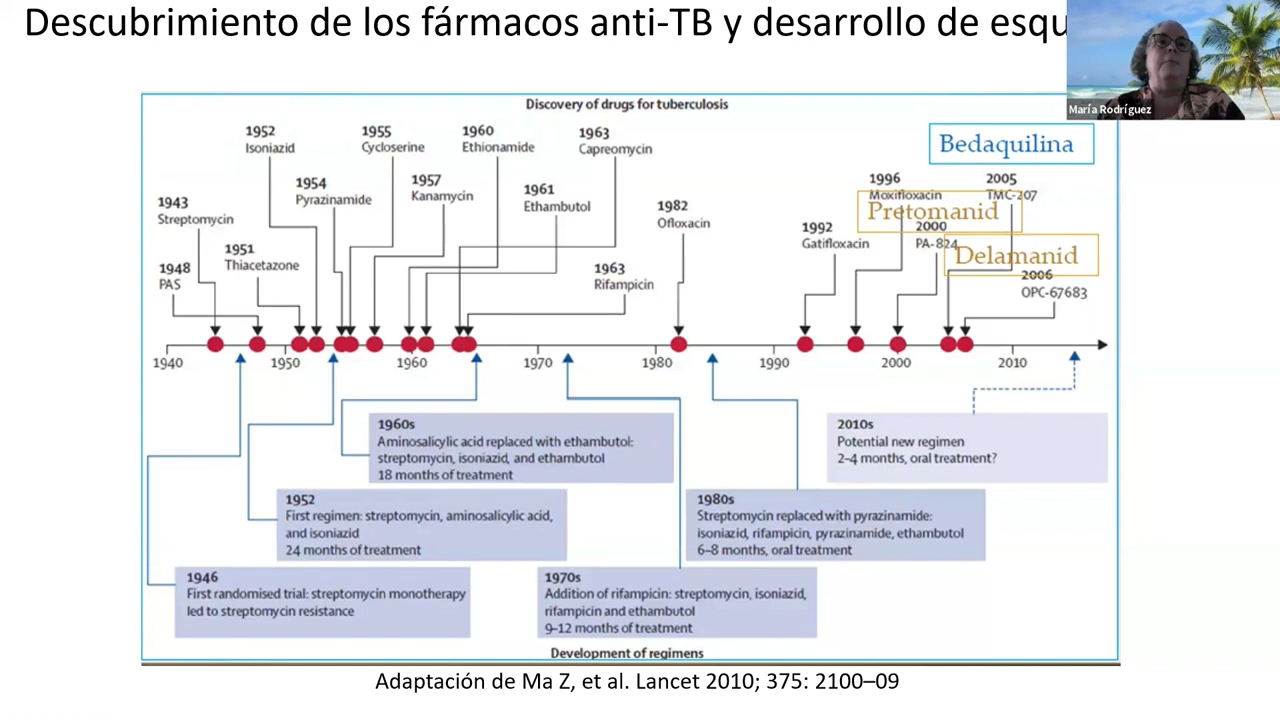 Descubrimiento de los fármacos anti-TB y desarrollo de esqu
María Rodríguez
Discovery of drugs for tuberculosis
Bedaquilina
1952
Isoniazid
1955
Cycloserine
1960
Ethionamide
1963
Capreomycin
1954
Pyrazinamide
1957
Kanamycin
1961
Ethambutol
1996
Moxifloxacin
2005
TMC-207
1943
Streptomycin
1982
Ofloxacin
Pretomanid
1992
Gatifloxacin
2000
PA-824
1951
Thiacetazone
Delamanid
1948
PAS
1963
Rifampicin
2006
OPC-67683
1940
1950
1960
1970
1980
1990
2000
2010
1960s
Aminosalicylic acid replaced with ethambutol:
streptomycin, isoniazid, and ethambutol
18 months of treatment
2010s
Potential new regimen
2–4 months, oral treatment?
1952
First regimen: streptomycin, aminosalicylic acid,
and isoniazid
24 months of treatment
1980s
Streptomycin replaced with pyrazinamide:
isoniazid, rifampicin, pyrazinamide, ethambutol
6–8 months, oral treatment
1946
First randomised trial: streptomycin monotherapy
led to streptomycin resistance
1970s
Addition of rifampicin: streptomycin, isoniazid,
rifampicin and ethambutol
9–12 months of treatment
Development of regimens
Adaptación de Ma Z, et al. Lancet 2010; 375: 2100–09